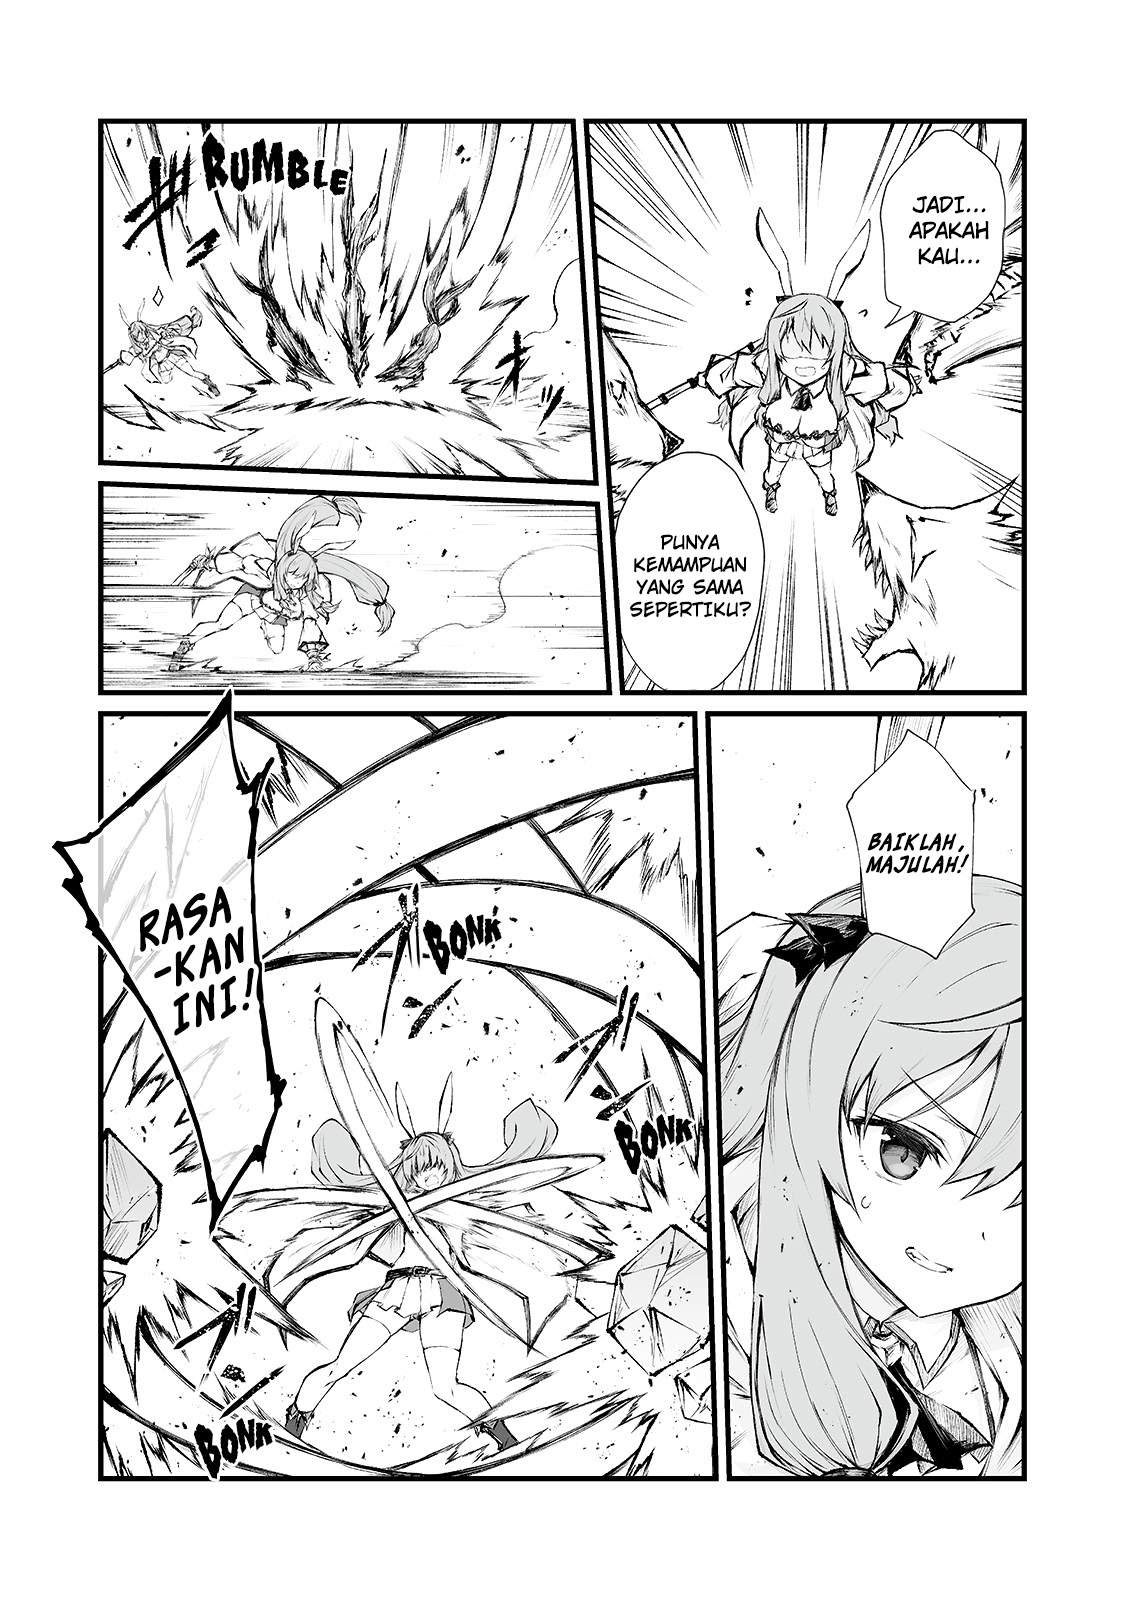 JADI...
APAKAH
KAU...
PUNYA
KEMAMPUAN
YANG SAMA
SEPERTIKU?
RUMBLE
BAIKLAH,
MAJULAH!
RASA
-KAN
INI!
BONK
BONK
BONK